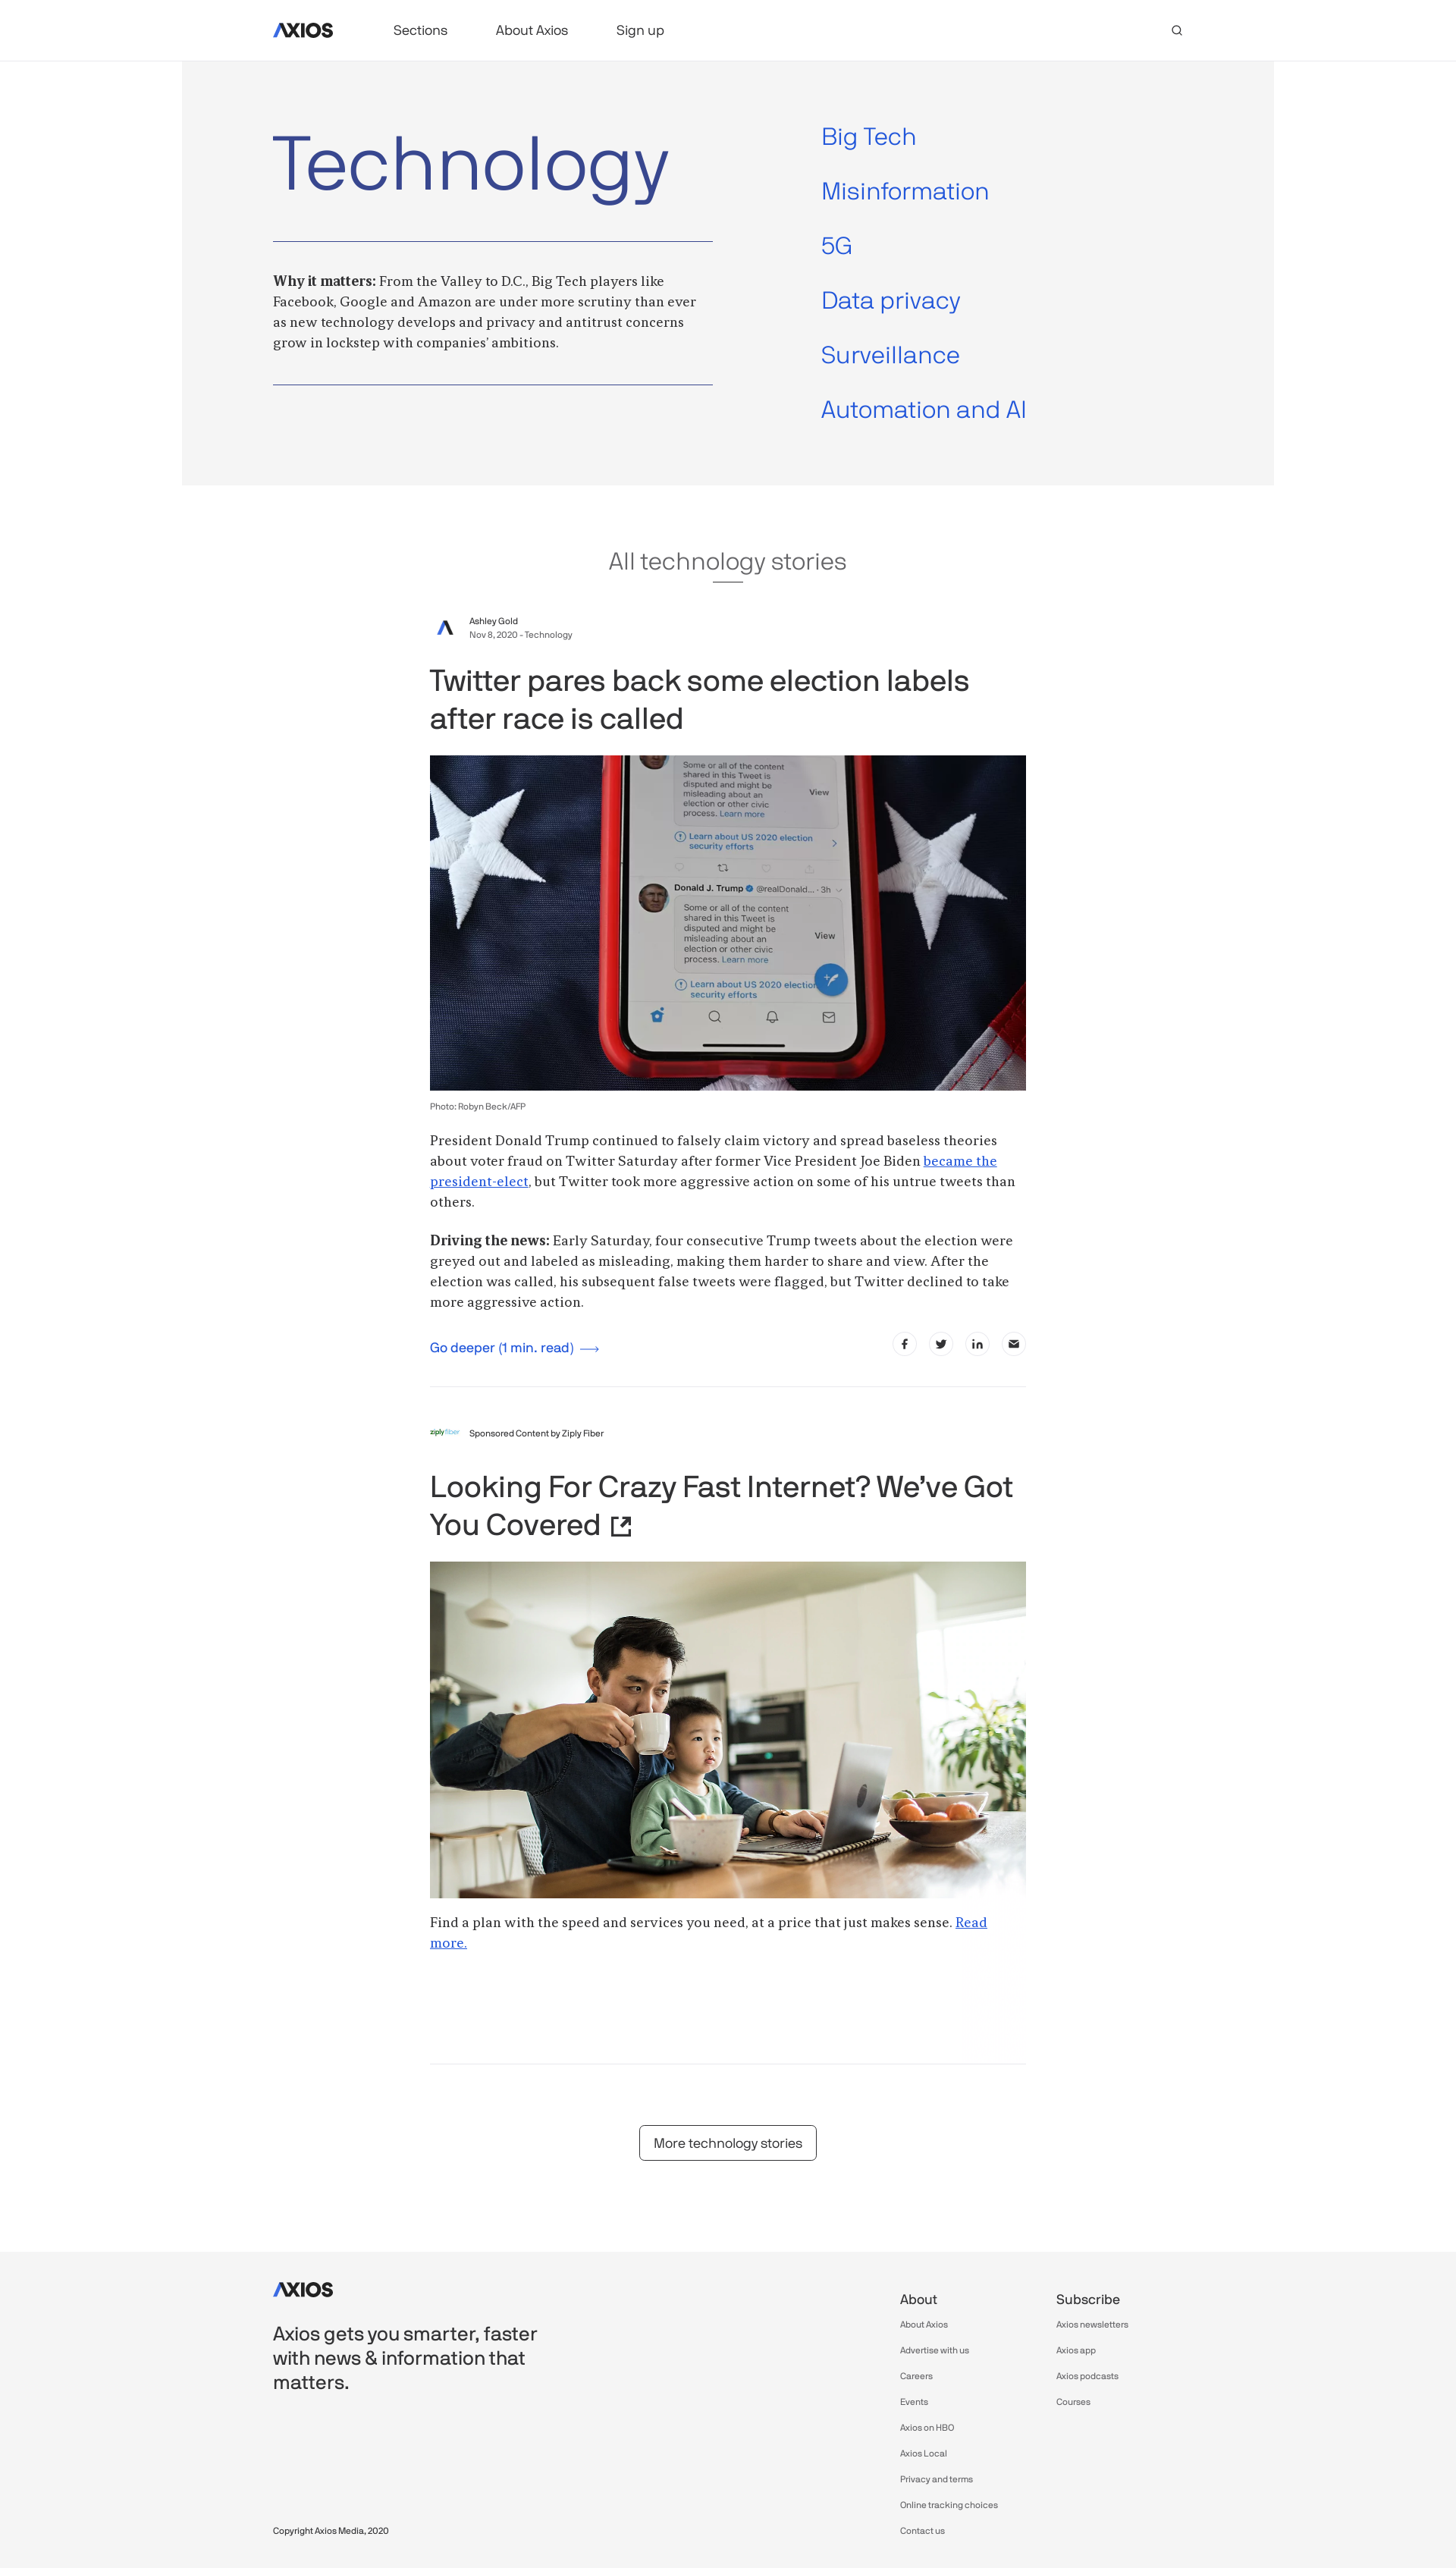 AXIOS
Sections
About Axios
Sign up
Technology
Why it matters: From the Valley to D.C., Big Tech players like
Facebook, Google and Amazon are under more scrutiny than ever
as new technology develops and privacy and antitrust concerns
grow in lockstep with companies’ ambitions.
Big Tech
Misinformation
5G
Data privacy
Surveillance
Automation and AI
All technology stories
Ashley Gold
Nov 8, 2020 - Technology
Twitter pares back some election labels
after race is called
Some or all of the content
shared in this Tweet is
disputed and might be
misleading about an
election or other civic
process. Learn more
View
Learn about US 2020 election
security efforts
Donald J. Trump @realDonald... · 3h
Some or all of the content
shared in this Tweet is
disputed and might be
misleading about an
election or other civic
process. Learn more
View
Learn about US 2020 election
security efforts
Photo: Robyn Beck/AFP
President Donald Trump continued to falsely claim victory and spread baseless theories
about voter fraud on Twitter Saturday after former Vice President Joe Biden became the
president-elect, but Twitter took more aggressive action on some of his untrue tweets than
others.
Driving the news: Early Saturday, four consecutive Trump tweets about the election were
greyed out and labeled as misleading, making them harder to share and view. After the
election was called, his subsequent false tweets were flagged, but Twitter declined to take
more aggressive action.
Go deeper (1 min. read)
ziplyfiber
Sponsored Content by Ziply Fiber
Looking For Crazy Fast Internet? We’ve Got
You Covered
Find a plan with the speed and services you need, at a price that just makes sense. Read
more.
More technology stories
AXIOS
Axios gets you smarter, faster
with news & information that
matters.
Copyright Axios Media, 2020
About
About Axios
Advertise with us
Careers
Events
Axios on HBO
Axios Local
Privacy and terms
Online tracking choices
Contact us
Subscribe
Axios newsletters
Axios app
Axios podcasts
Courses